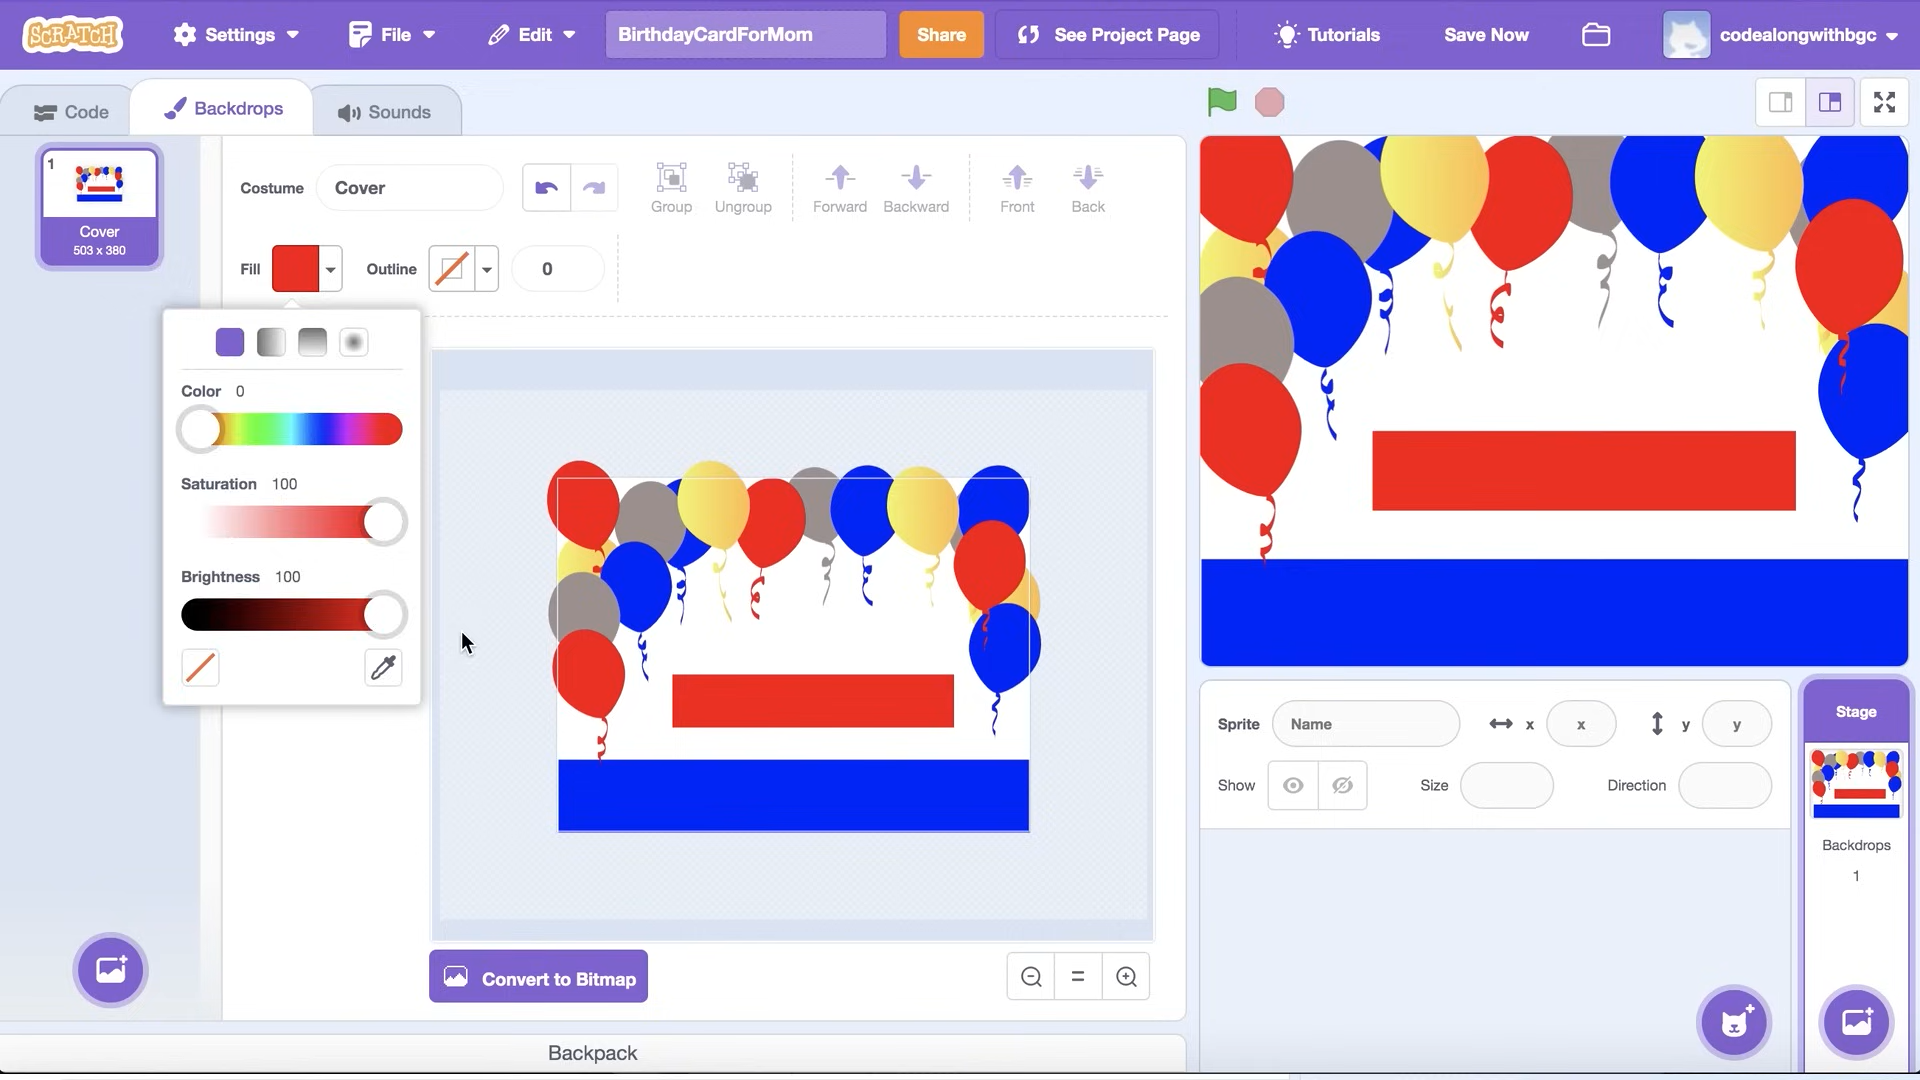 SCRATCH
Settings
File
Edit
BirthdayCardForMom
Share
See Project Page
Tutorials
Save Now
codealongwithbgc
Code
Backdrops
Sounds
1
Cover
503 x 380
Costume
Cover
Group
Ungroup
Forward
Backward
Front
Back
Fill
Outline
0
Color 0
Saturation 100
Brightness 100
Convert to Bitmap
Backpack
Sprite
Name
x
x
y
y
Show
Size
Direction
Stage
Backdrops
1